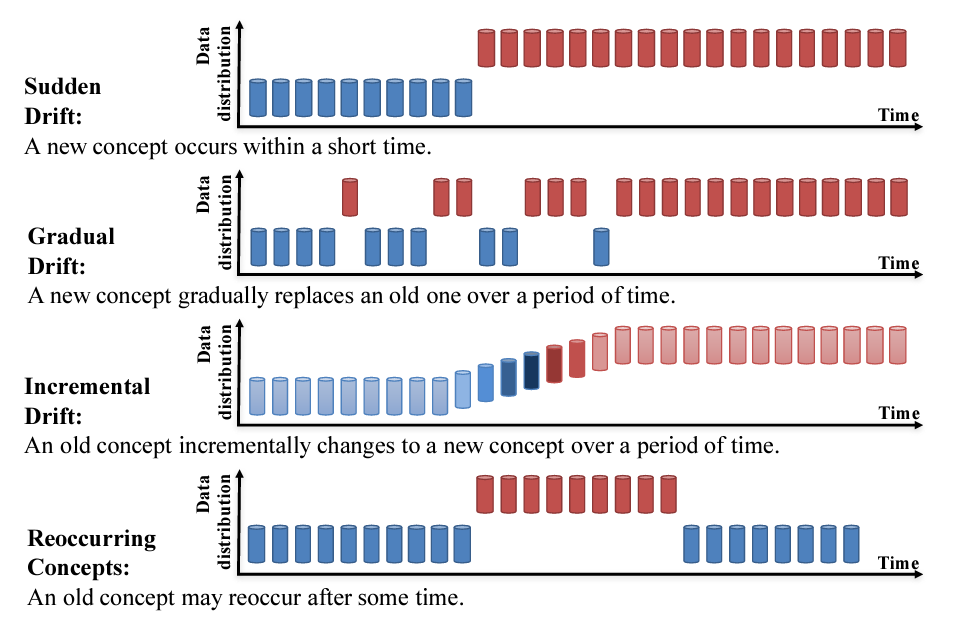 Data
distribution
Sudden
Drift:
Time
A new concept occurs within a short time.
Data
distribution
Gradual
Drift:
Time
A new concept gradually replaces an old one over a period of time.
Data
distribution
Incremental
Drift:
Time
An old concept incrementally changes to a new concept over a period of time.
Data
distribution
Reoccurring
Concepts:
Time
An old concept may reoccur after some time.